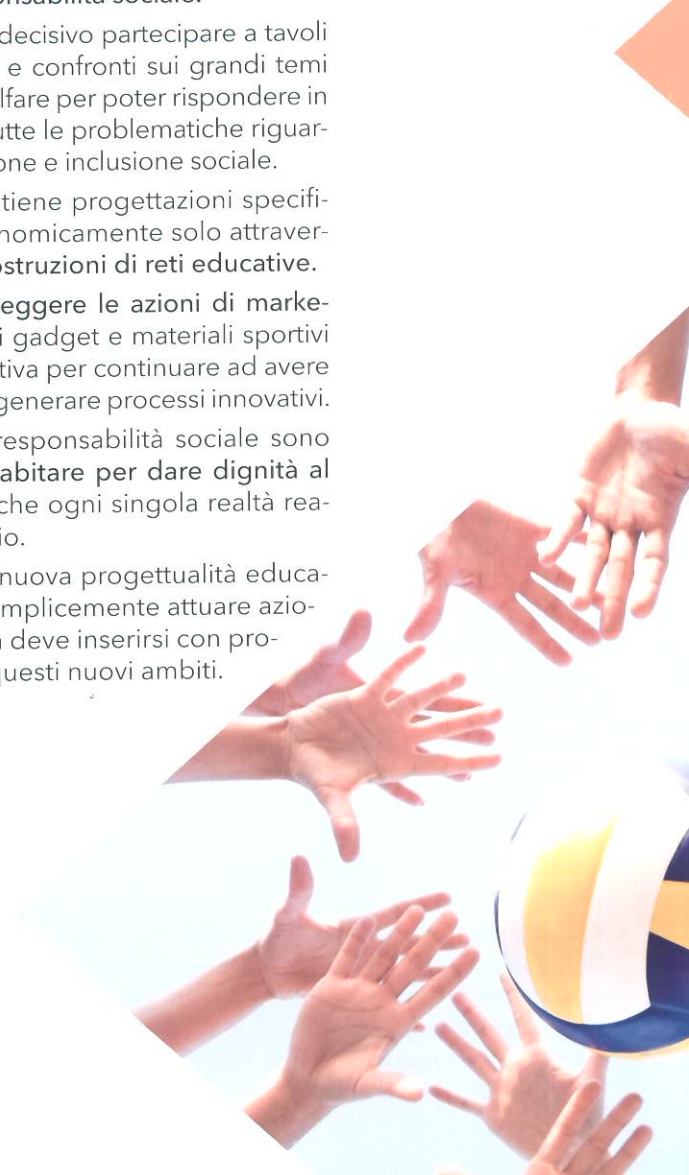 decisivo partecipare a tavoli
e confronti sui grandi temi
lfare per poter rispondere in
utte le problematiche riguar-
one e inclusione sociale.
tiene progettazioni specifi-
nomicamente solo attraver-
ostruzioni di reti educative.
eggere le azioni di marke-
i gadget e materiali sportivi
tiva per continuare ad avere
generare processi innovativi.
responsabilità sociale sono
abitare per dare dignità al
che ogni singola realtà rea-
io.
nuova progettualità educa-
mplicemente attuare azio-
deve inserirsi con pro-
uesti nuovi ambiti.